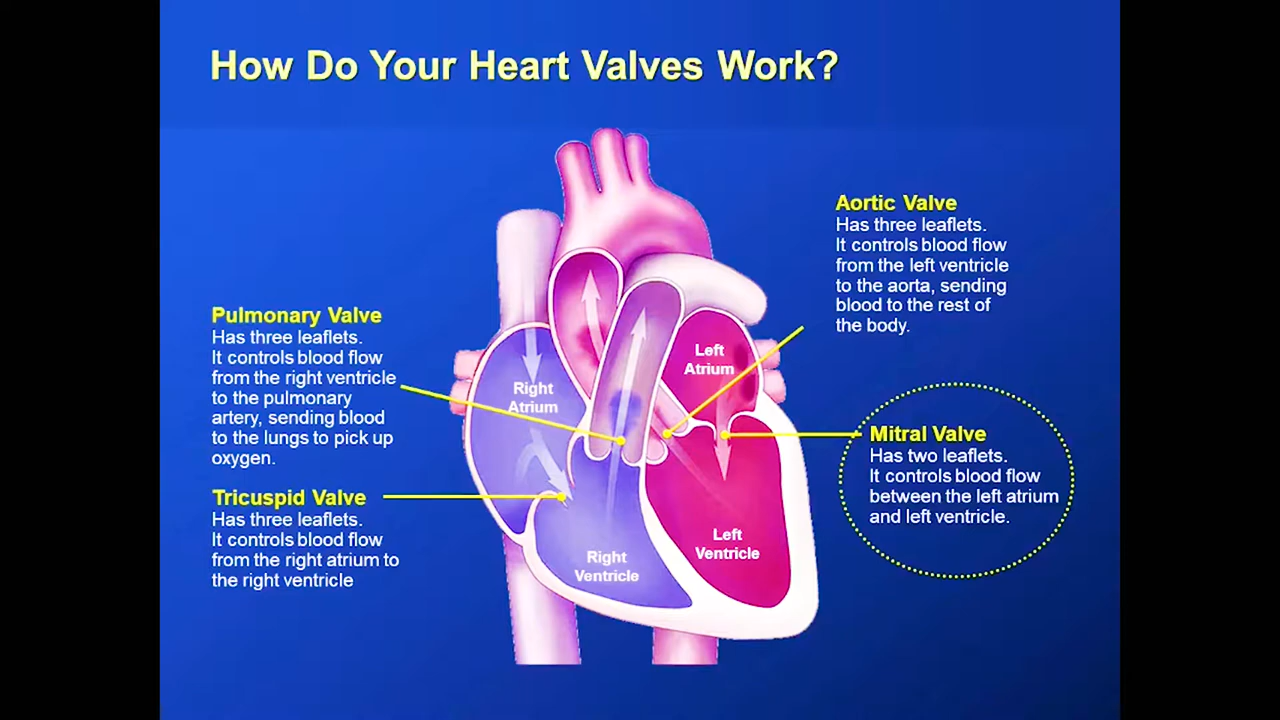 How Do Your Heart Valves Work?
Aortic Valve
Has three leaflets.
It controls blood flow
from the left ventricle
to the aorta, sending
blood to the rest of
the body.
Pulmonary Valve
Has three leaflets.
It controls blood flow
from the right ventricle
to the pulmonary
artery, sending blood
to the lungs to pick up
oxygen.
Left
Atrium
Right
Atrium
Mitral Valve
Has two leaflets.
It controls blood flow
between the left atrium
and left ventricle.
Tricuspid Valve
Has three leaflets.
It controls blood flow
from the right atrium to
the right ventricle
Left
Ventricle
Right
Ventricle